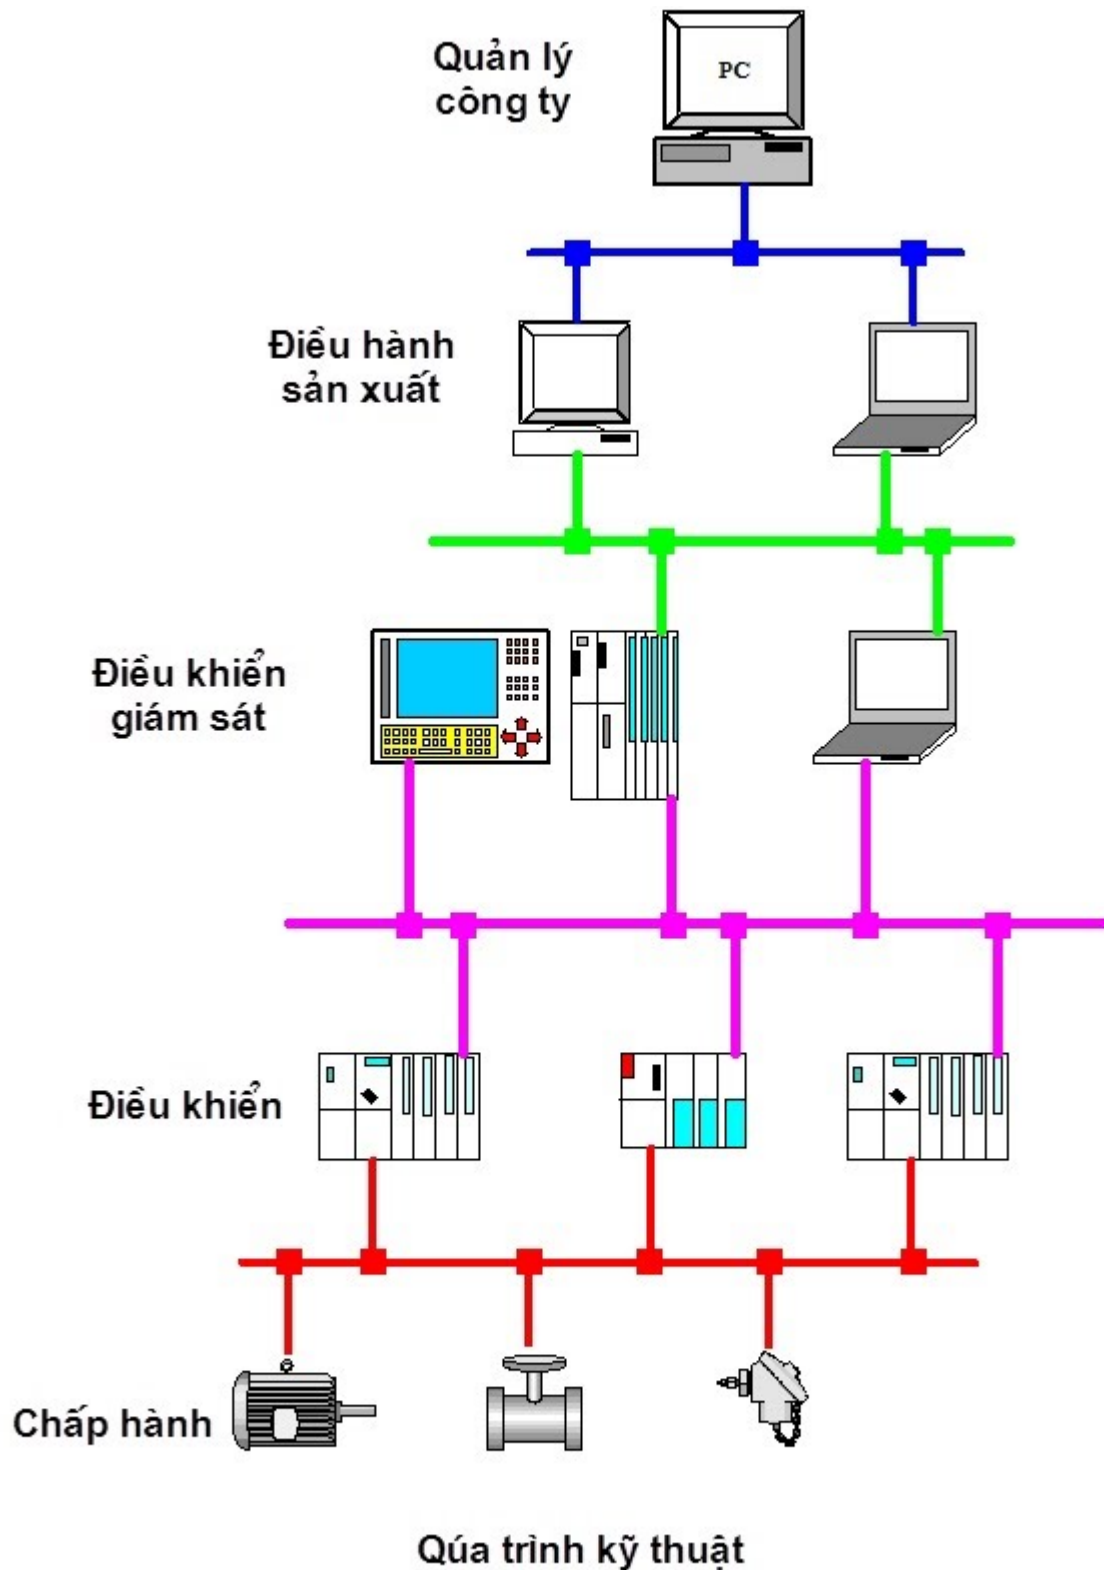 Quản lý
công ty
PC
Điều hành
sản xuất
Điều khiển
giám sát
Điều khiển
Chấp hành
Qúa trình kỹ thuật